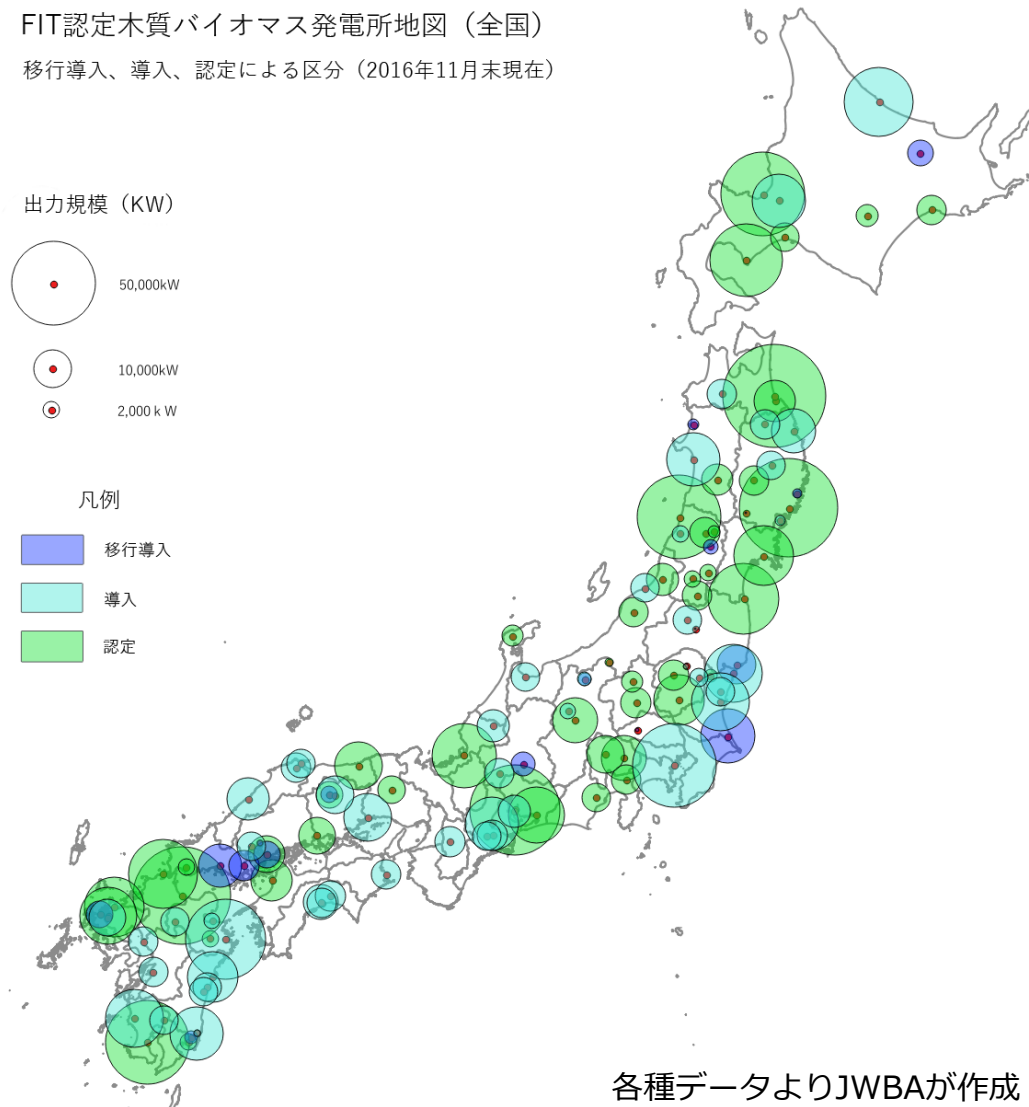 FIT認定木質バイオマス発電所地図（全国）
移行導入、導入、認定による区分（2016年11月末現在）
出力規模（KW）
50,000kW
10,000kW
2,000ｋW
凡例
移行導入
導入
認定
各種データよりJWBAが作成